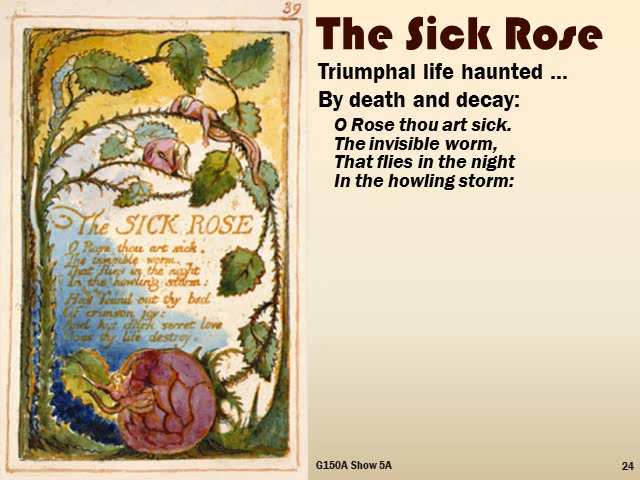 39
The SICK ROSE
O Rose thou art sick.
The invisible worm.
That flies in the night
In the howling storm:
Has found out thy bed
Of crimson joy:
And his dark secret love
Does thy life destroy.
The Sick Rose
Triumphal life haunted ...
By death and decay:
O Rose thou art sick.
The invisible worm,
That flies in the night
In the howling storm:
G150A Show 5A
24